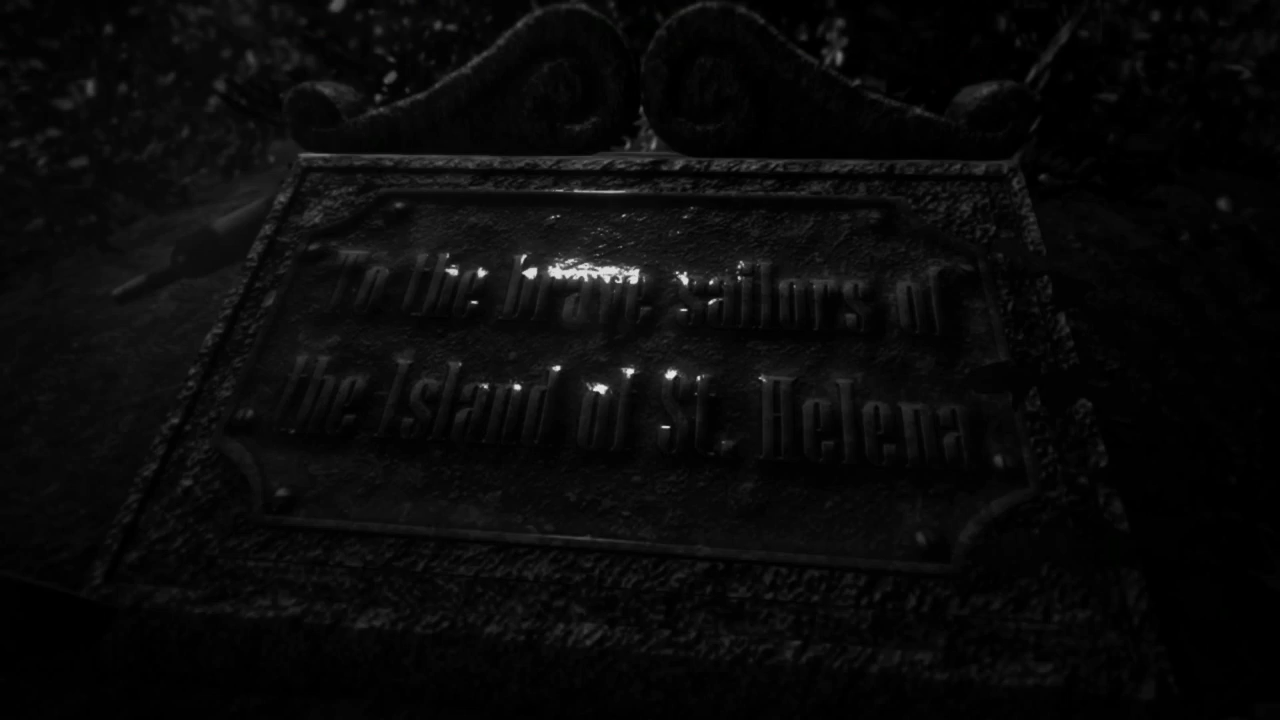 To the brave sailors of
the Island of St. Helena